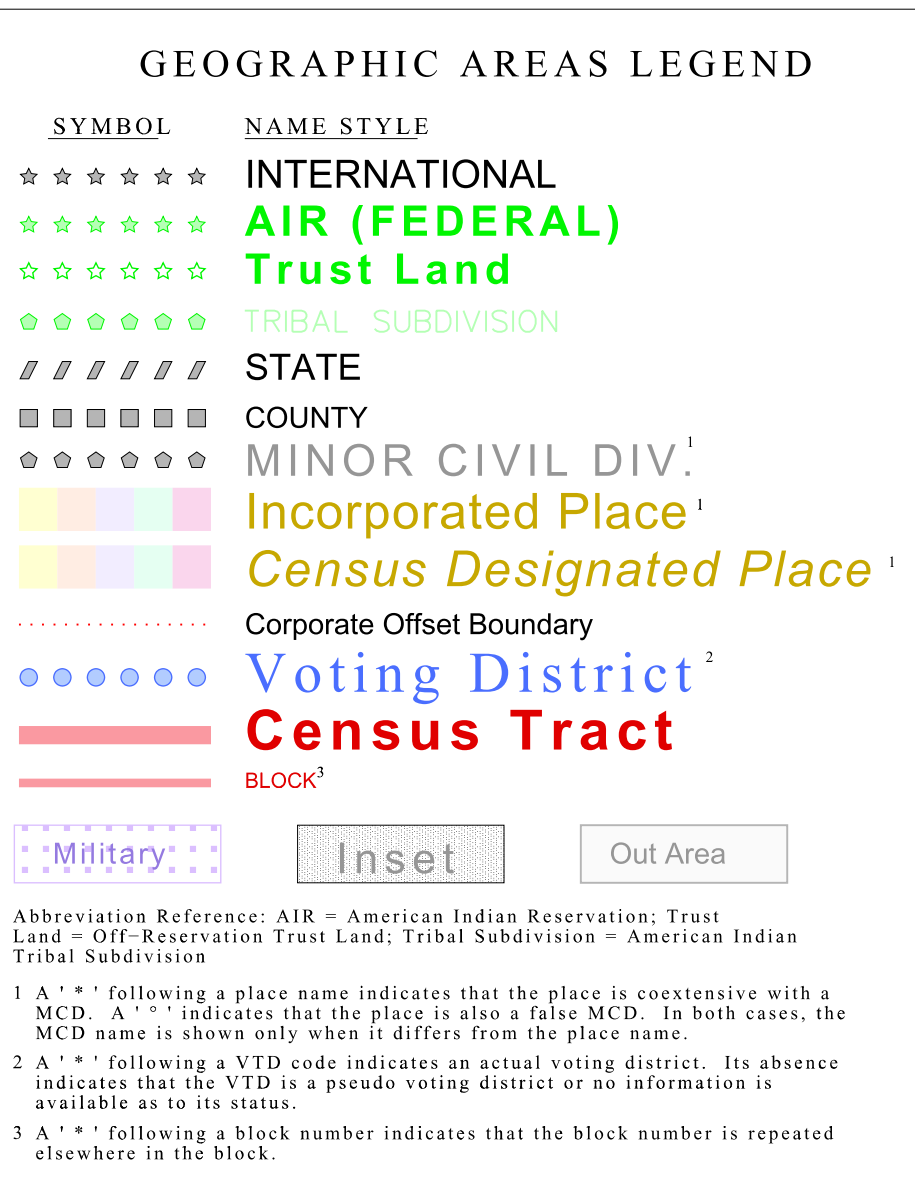 GEOGRAPHIC AREAS LEGEND
SYMBOL NAME STYLE
INTERNATIONAL
AIR (FEDERAL)
Trust Land
TRIBAL SUBDIVISION
STATE
COUNTY
MINOR CIVIL DIV. 1
Incorporated Place 1
Census Designated Place 1
Corporate Offset Boundary
Voting District 2
Census Tract
BLOCK 3
Military Inset Out Area
Abbreviation Reference: AIR = American Indian Reservation; Trust
Land = Off−Reservation Trust Land; Tribal Subdivision = American Indian
Tribal Subdivision
1 A ' * ' following a place name indicates that the place is coextensive with a
MCD. A ' ° ' indicates that the place is also a false MCD. In both cases, the
MCD name is shown only when it differs from the place name.
2 A ' * ' following a VTD code indicates an actual voting district. Its absence
indicates that the VTD is a pseudo voting district or no information is
available as to its status.
3 A ' * ' following a block number indicates that the block number is repeated
elsewhere in the block.